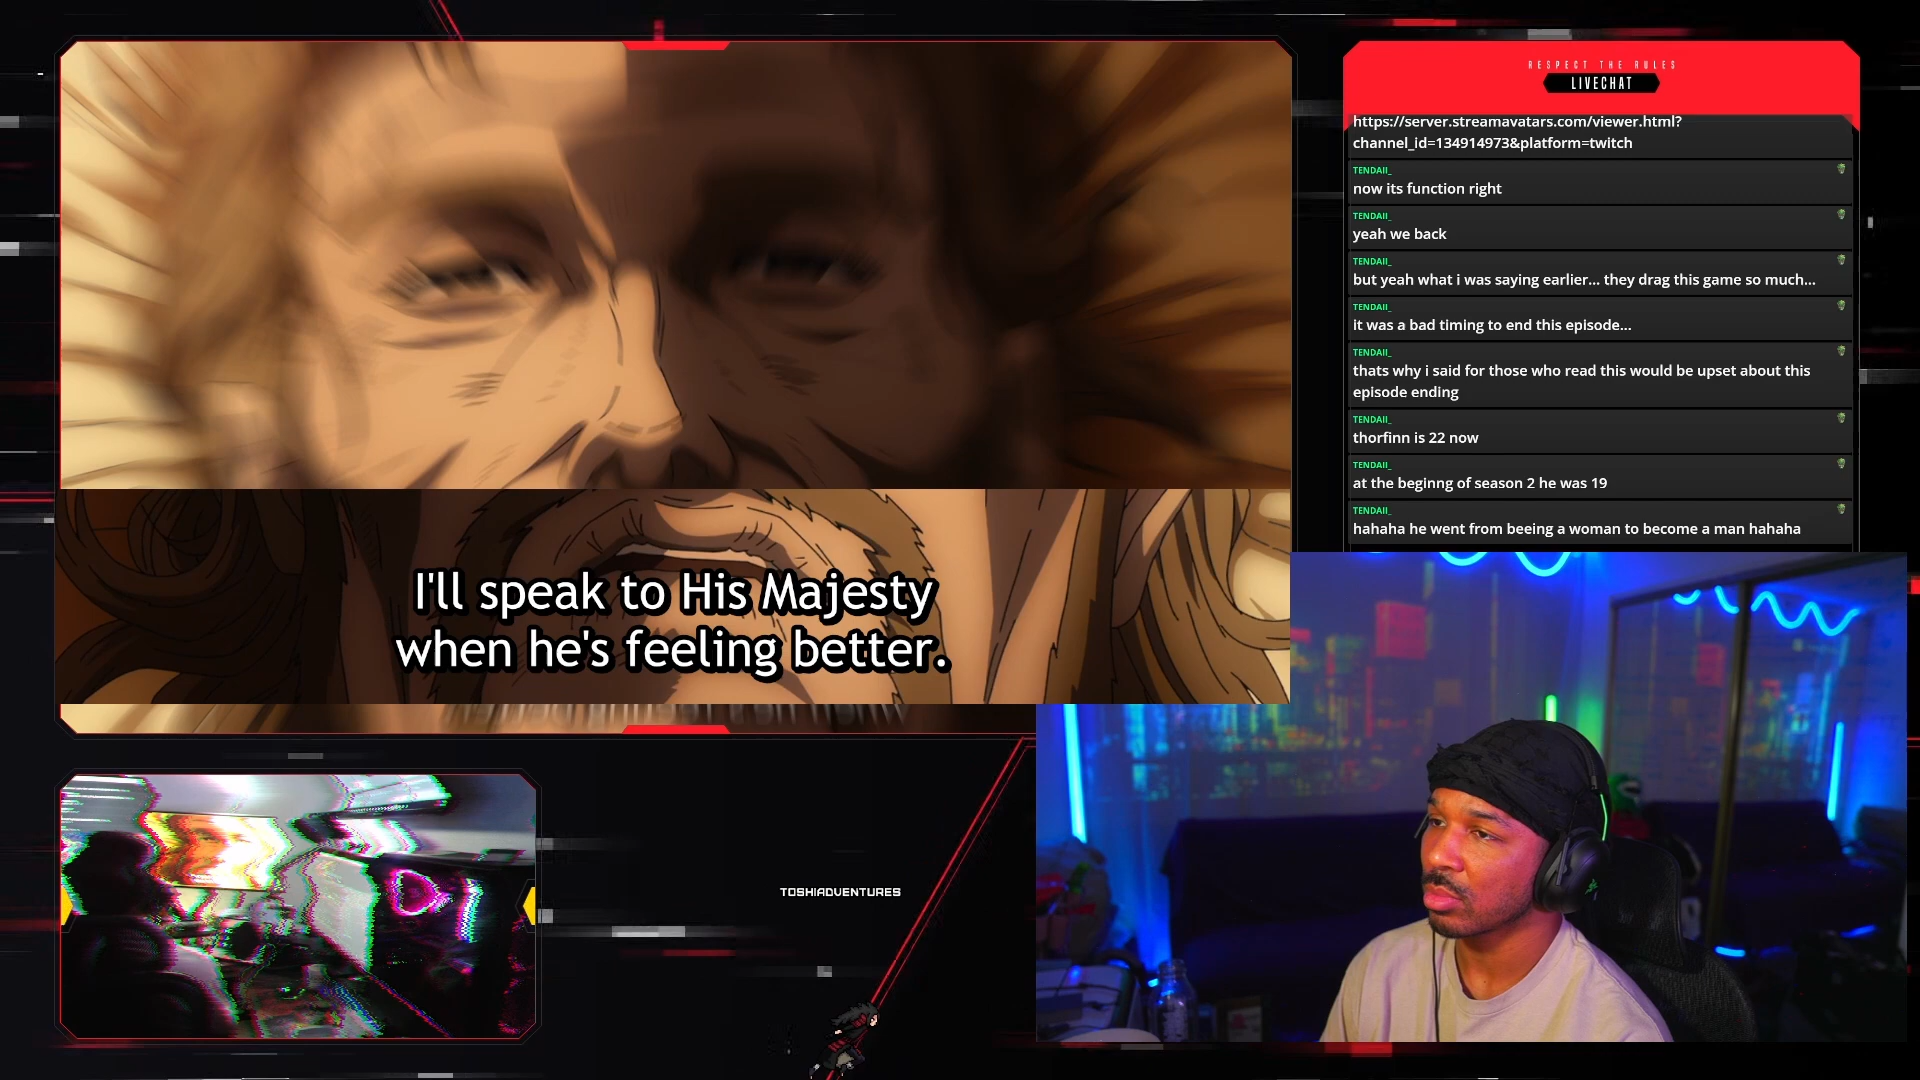 RESPECT THE RULES
LIVECHAT
https://server.streamavatars.com/viewer.html?
channel_id=134914973&platform=twitch
TENDAII_
now its function right
TENDAII_
yeah we back
TENDAII_
but yeah what i was saying earlier... they drag this game so much...
TENDAII_
it was a bad timing to end this episode...
TENDAII_
thats why i said for those who read this would be upset about this
episode ending
TENDAII_
thorfinn is 22 now
TENDAII_
at the beginng of season 2 he was 19
TENDAII_
hahaha he went from beeing a woman to become a man hahaha
I'll speak to His Majesty
when he's feeling better.
TOSHIADVENTURES